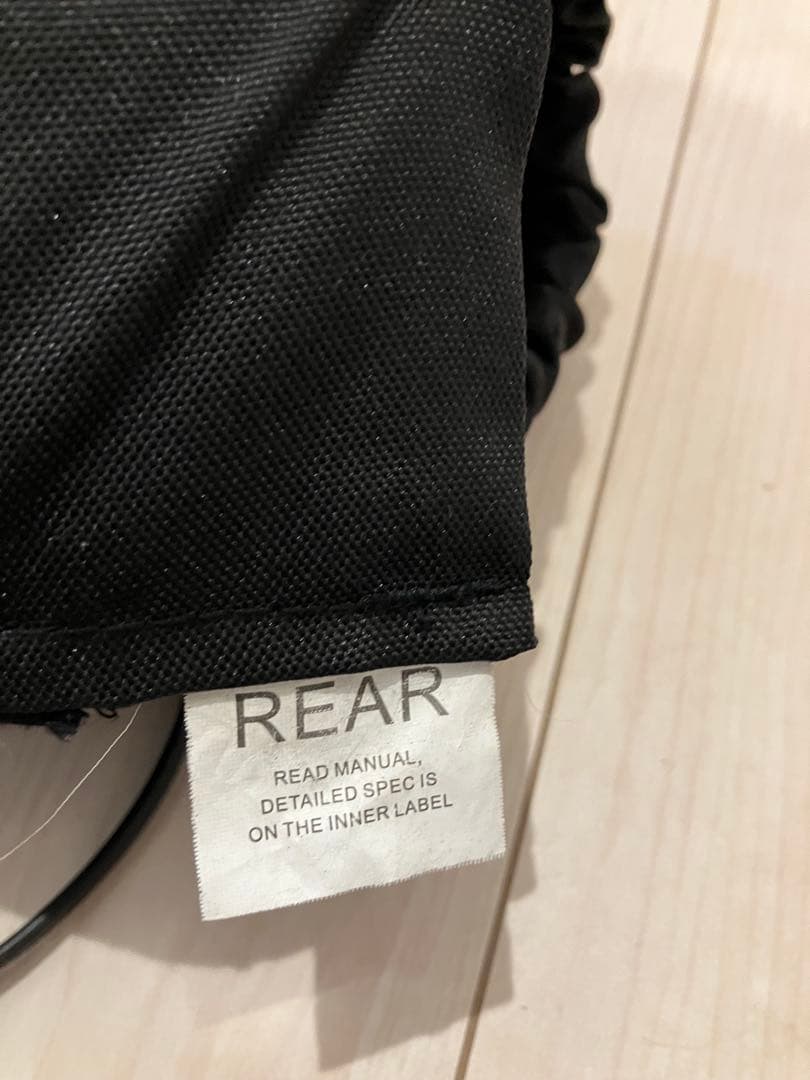 REAR
READ MANUAL,
DETAILED SPEC IS
ON THE INNER LABEL